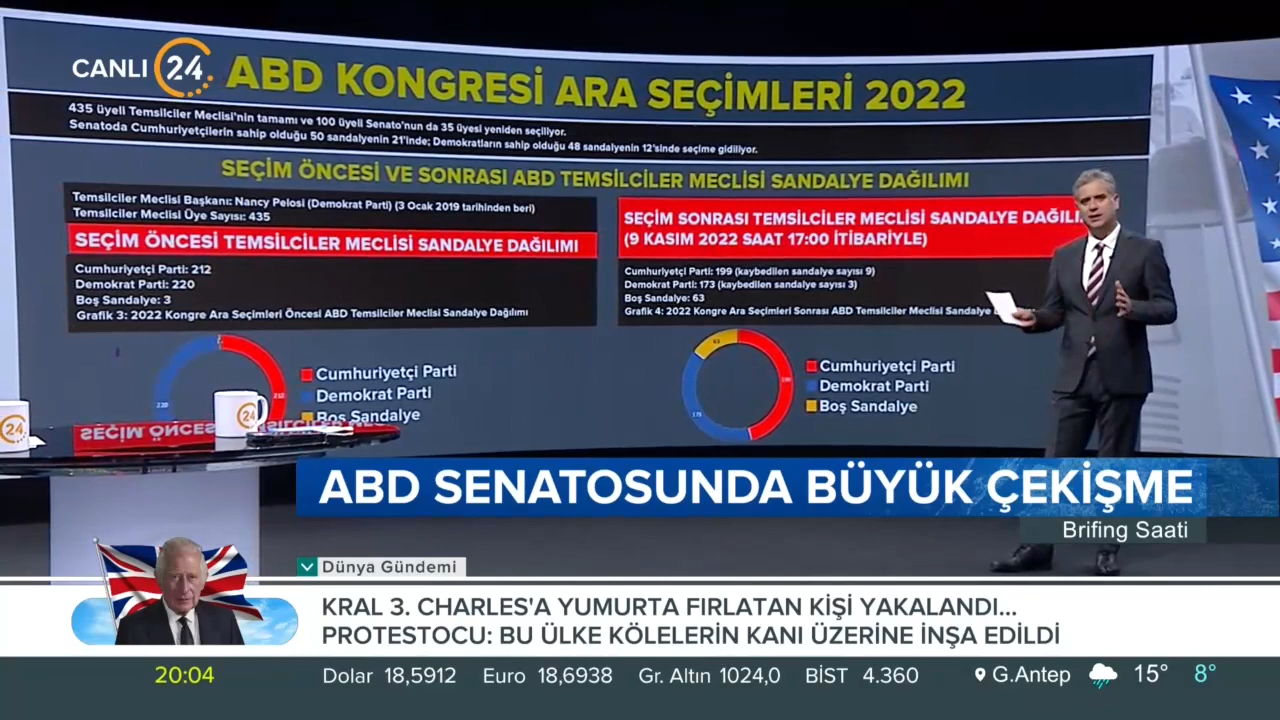 CANLI 24
ABD KONGRESİ ARA SEÇİMLERİ 2022
435 üyeli Temsilciler Meclisi'nin tamamı ve 100 üyeli Senato'nun da 35 üyesi yeniden seçiliyor.
Senatoda Cumhuriyetçilerin sahip olduğu 50 sandalyenin 21'inde; Demokratların sahip olduğu 48 sandalyenin 12'sinde seçime gidiliyor.
SEÇİM ÖNCESİ VE SONRASI ABD TEMSİLCİLER MECLİSİ SANDALYE DAĞILIMI
Temsilciler Meclisi Başkanı: Nancy Pelosi (Demokrat Parti) (3 Ocak 2019 tarihinden beri)
Temsilciler Meclisi Üye Sayısı: 435
SEÇİM ÖNCESİ TEMSİLCİLER MECLİSİ SANDALYE DAĞILIMI
Cumhuriyetçi Parti: 212
Demokrat Parti: 220
Boş Sandalye: 3
Grafik 3: 2022 Kongre Ara Seçimleri Öncesi ABD Temsilciler Meclisi Sandalye Dağılımı
220
212
Cumhuriyetçi Parti
Demokrat Parti
Boş Sandalye
SEÇİM SONRASI TEMSİLCİLER MECLİSİ SANDALYE
(9 KASIM 2022 SAAT 17:00 İTİBARİYLE)
Cumhuriyetçi Parti: 199 (kaybedilen sandalye sayısı 9)
Demokrat Parti: 173 (kaybedilen sandalye sayısı 3)
Boş Sandalye: 63
Grafik 4: 2022 Kongre Ara Seçimleri Sonrası ABD Temsilciler Meclisi Sandalye
63
199
173
Cumhuriyetçi Parti
Demokrat Parti
Boş Sandalye
24
24
ABD SENATOSUNDA BÜYÜK ÇEKİŞME
Brifing Saati
Dünya Gündemi
KRAL 3. CHARLES'A YUMURTA FIRLATAN KİŞİ YAKALANDI...
PROTESTOCU: BU ÜLKE KÖLELERİN KANI ÜZERİNE İNŞA EDİLDİ
20:04 Dolar 18,5912 Euro 18,6938 Gr. Altın 1024,0 BİST 4.360 G.Antep 15° 8°